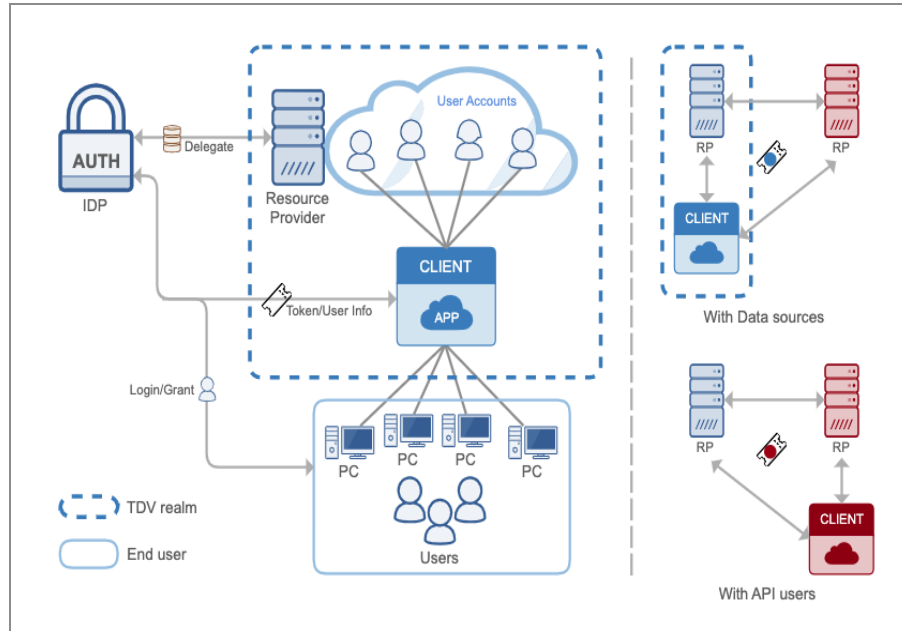 AUTH
IDP
Delegate
Resource
Provider
User Accounts
CLIENT
APP
Token/User Info
Login/Grant
PC
PC
PC
PC
Users
TDV realm
End user
RP
RP
CLIENT
With Data sources
RP
RP
CLIENT
With API users